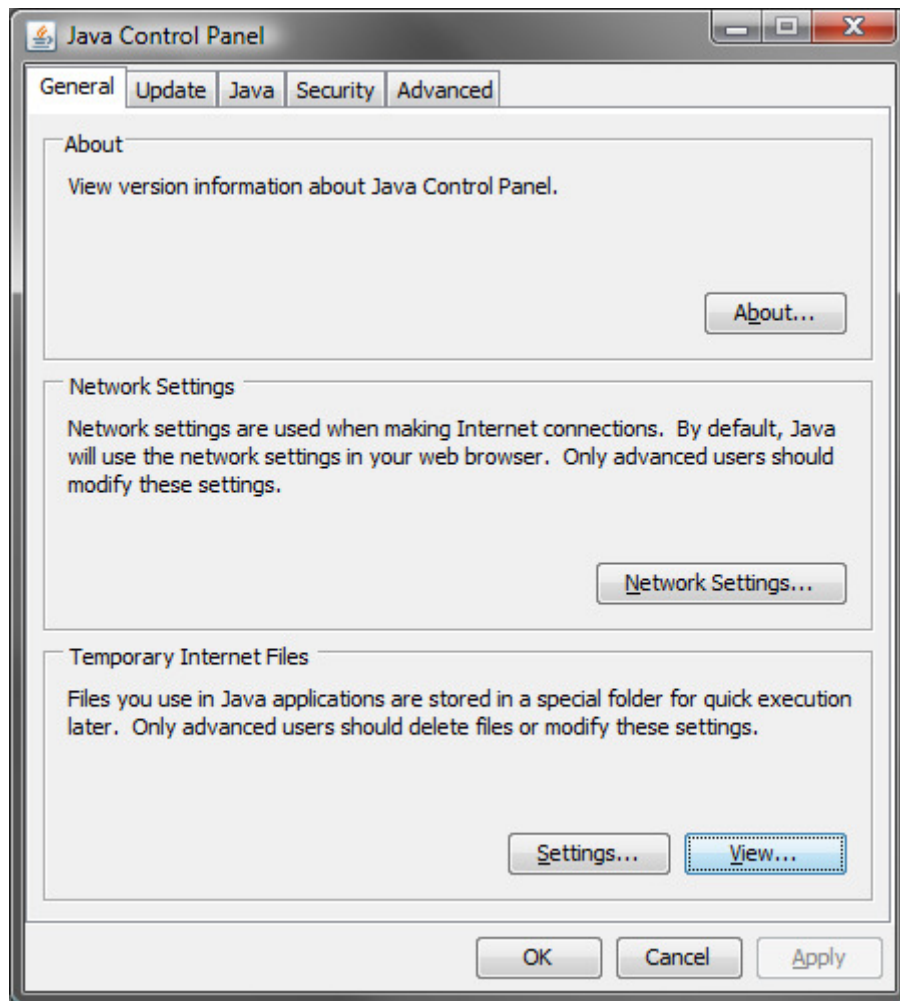 Java Control Panel
General Update Java Security Advanced
About
View version information about Java Control Panel.
About...
Network Settings
Network settings are used when making Internet connections.  By default, Java
will use the network settings in your web browser.  Only advanced users should
modify these settings.
Network Settings...
Temporary Internet Files
Files you use in Java applications are stored in a special folder for quick execution
later.  Only advanced users should delete files or modify these settings.
Settings... View...
OK Cancel Apply